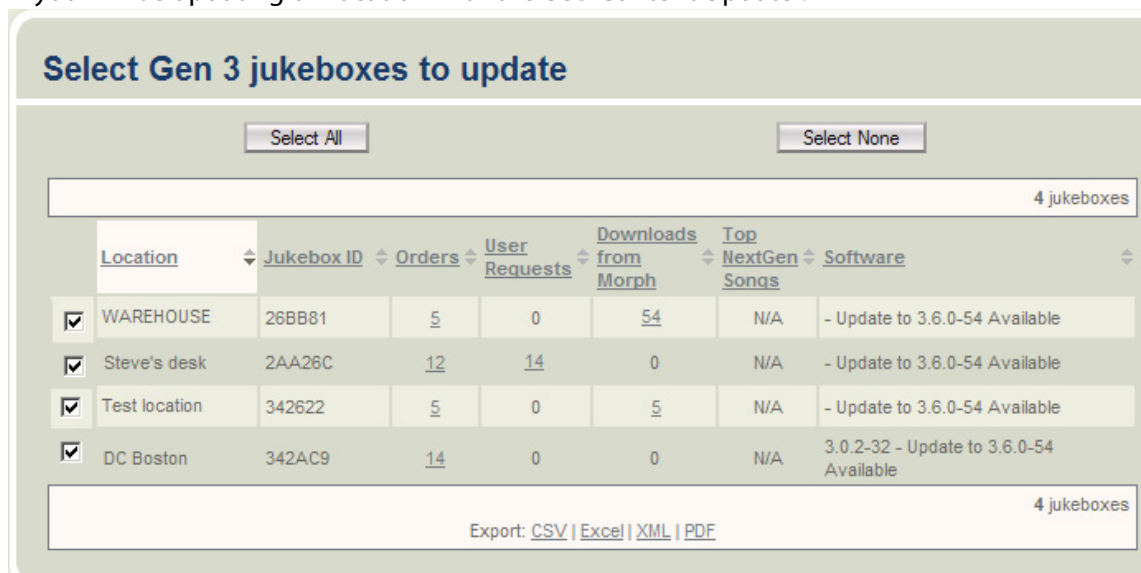 Select Gen 3 jukeboxes to update
Select All
Select None
4 jukeboxes
Location Jukebox ID Orders User Requests Downloads from Morph Top NextGen Songs Software
WAREHOUSE 26BB81 5 0 54 N/A - Update to 3.6.0-54 Available
Steve's desk 2AA26C 12 14 0 N/A - Update to 3.6.0-54 Available
Test location 342622 5 0 5 N/A - Update to 3.6.0-54 Available
DC Boston 342AC9 14 0 0 N/A 3.0.2-32 - Update to 3.6.0-54
Available
4 jukeboxes
Export: CSV | Excel | XML | PDF